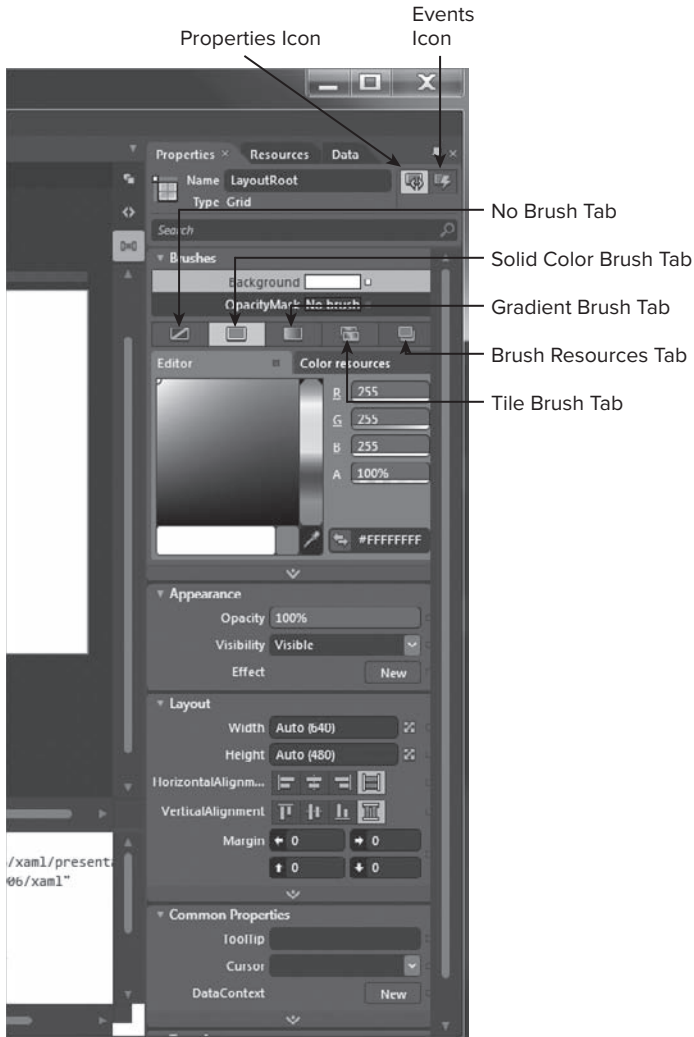 Properties Icon
Events
Icon
Properties ×
Resources
Data
Name LayoutRoot
Type Grid
Search
Brushes
Background
OpacityMask No brush
Editor
Color resources
R 255
G 255
B 255
A 100%
#FFFFFFFF
No Brush Tab
Solid Color Brush Tab
Gradient Brush Tab
Brush Resources Tab
Tile Brush Tab
Appearance
Opacity 100%
Visibility Visible
Effect New
Layout
Width Auto (640)
Height Auto (480)
HorizontalAlignm...
VerticalAlignment
Margin 0 0
0 0
/xaml/present
06/xaml"
Common Properties
ToolTip
Cursor
DataContext New